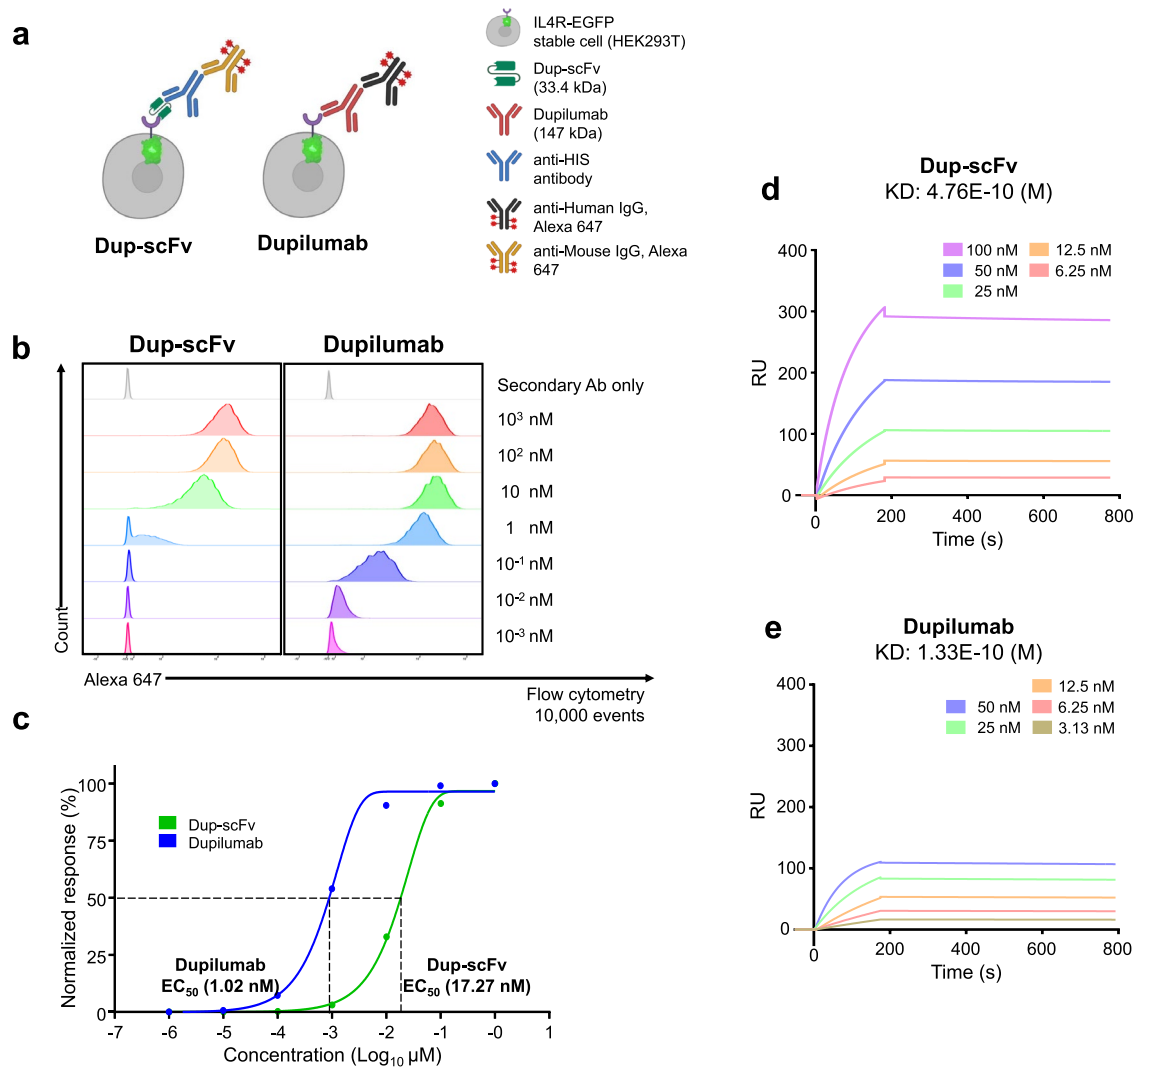 a
IL4R-EGFP
stable cell (HEK293T)
Dup-scFv
(33.4 kDa)
Dupilumab
(147 kDa)
anti-HIS
antibody
anti-Human IgG,
Alexa 647
anti-Mouse IgG, Alexa
647
Dup-scFv
Dupilumab
b
Dup-scFv
Dupilumab
Secondary Ab only
10³ nM
10² nM
10 nM
1 nM
10⁻¹ nM
10⁻² nM
10⁻³ nM
Count
Alexa 647
Flow cytometry
10,000 events
c
Normalized response (%)
100
75
50
25
0
Dup-scFv
Dupilumab
Dupilumab
EC₅₀ (1.02 nM)
Dup-scFv
EC₅₀ (17.27 nM)
-7 -6 -5 -4 -3 -2 -1 -0 1
Concentration (Log₁₀ µM)
d
Dup-scFv
KD: 4.76E-10 (M)
100 nM
50 nM
25 nM
12.5 nM
6.25 nM
RU
400
300
200
100
0
0 200 400 600 800
Time (s)
e
Dupilumab
KD: 1.33E-10 (M)
50 nM
25 nM
12.5 nM
6.25 nM
3.13 nM
RU
400
300
200
100
0
0 200 400 600 800
Time (s)